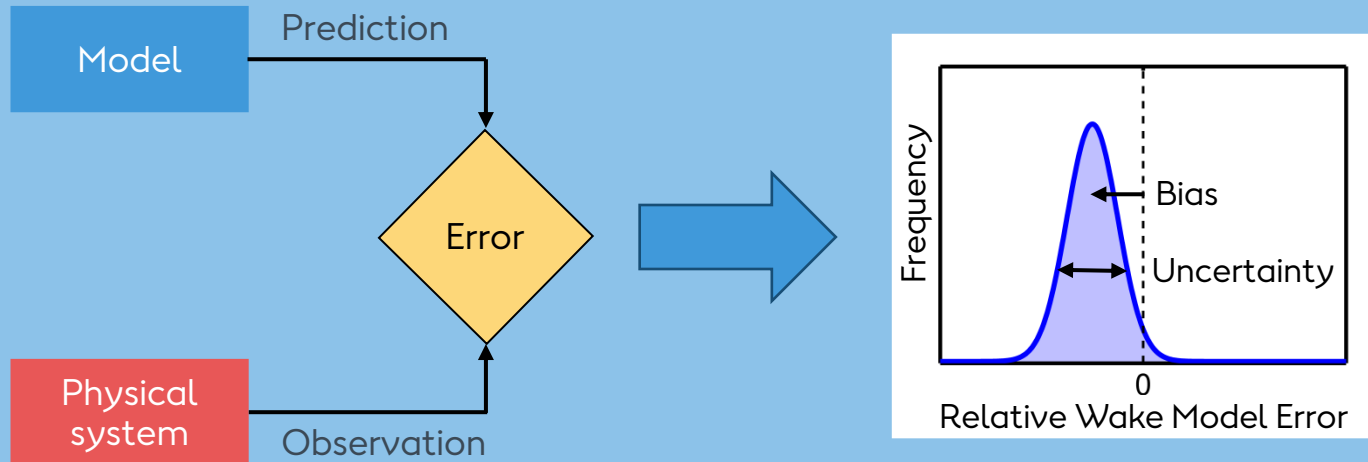 Model
Prediction
Error
Physical
system
Observation
Frequency
Bias
Uncertainty
0
Relative Wake Model Error